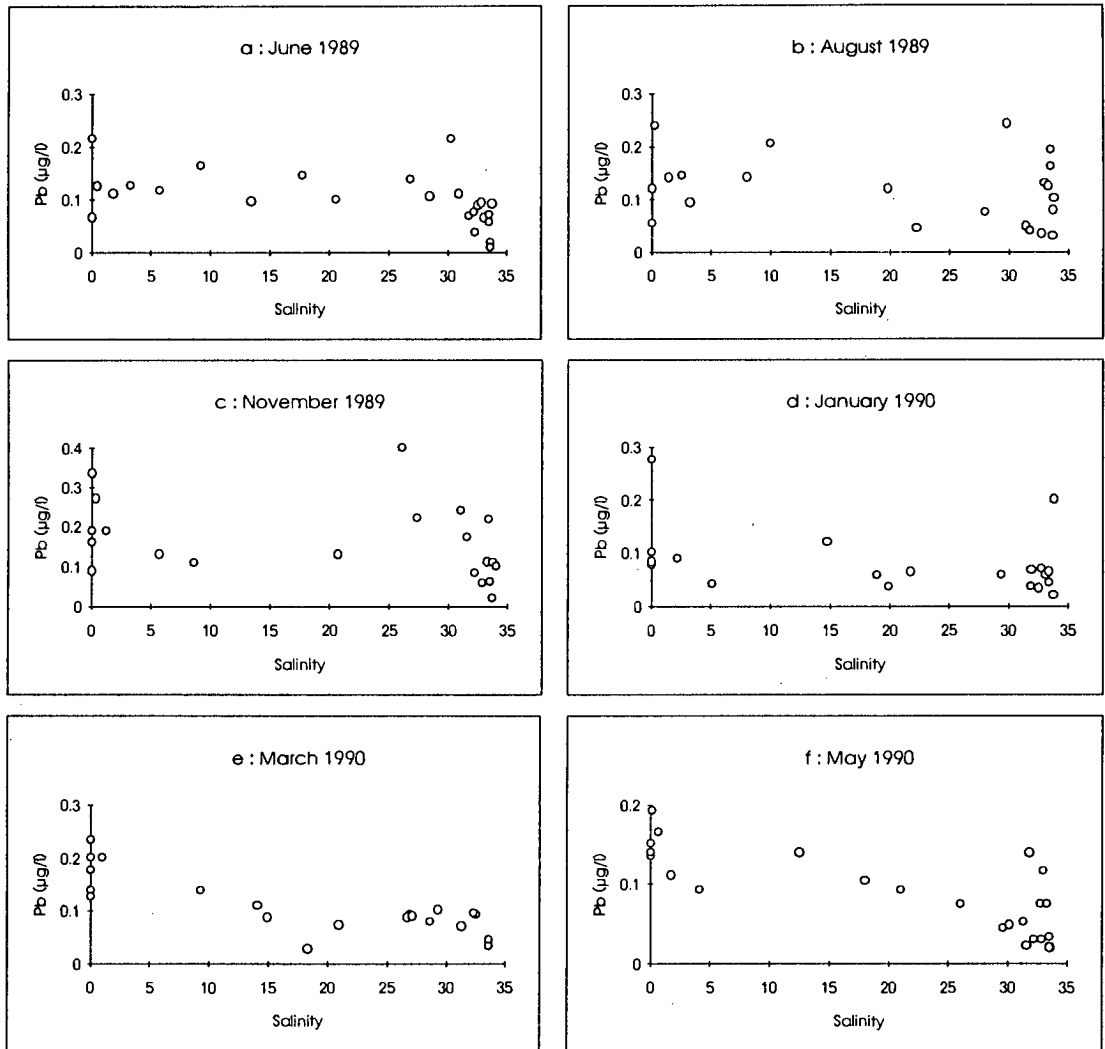 a : June 1989
Pb (µg/l)
0.3
0.2
0.1
0
0 5 10 15 20 25 30 35
Salinity
b : August 1989
Pb (µg/l)
0.3
0.2
0.1
0
0 5 10 15 20 25 30 35
Salinity
c : November 1989
Pb (µg/l)
0.4
0.3
0.2
0.1
0
0 5 10 15 20 25 30 35
Salinity
d : January 1990
Pb (µg/l)
0.3
0.2
0.1
0
0 5 10 15 20 25 30 35
Salinity
e : March 1990
Pb (µg/l)
0.3
0.2
0.1
0
0 5 10 15 20 25 30 35
Salinity
f : May 1990
Pb (µg/l)
0.2
0.1
0
0 5 10 15 20 25 30 35
Salinity